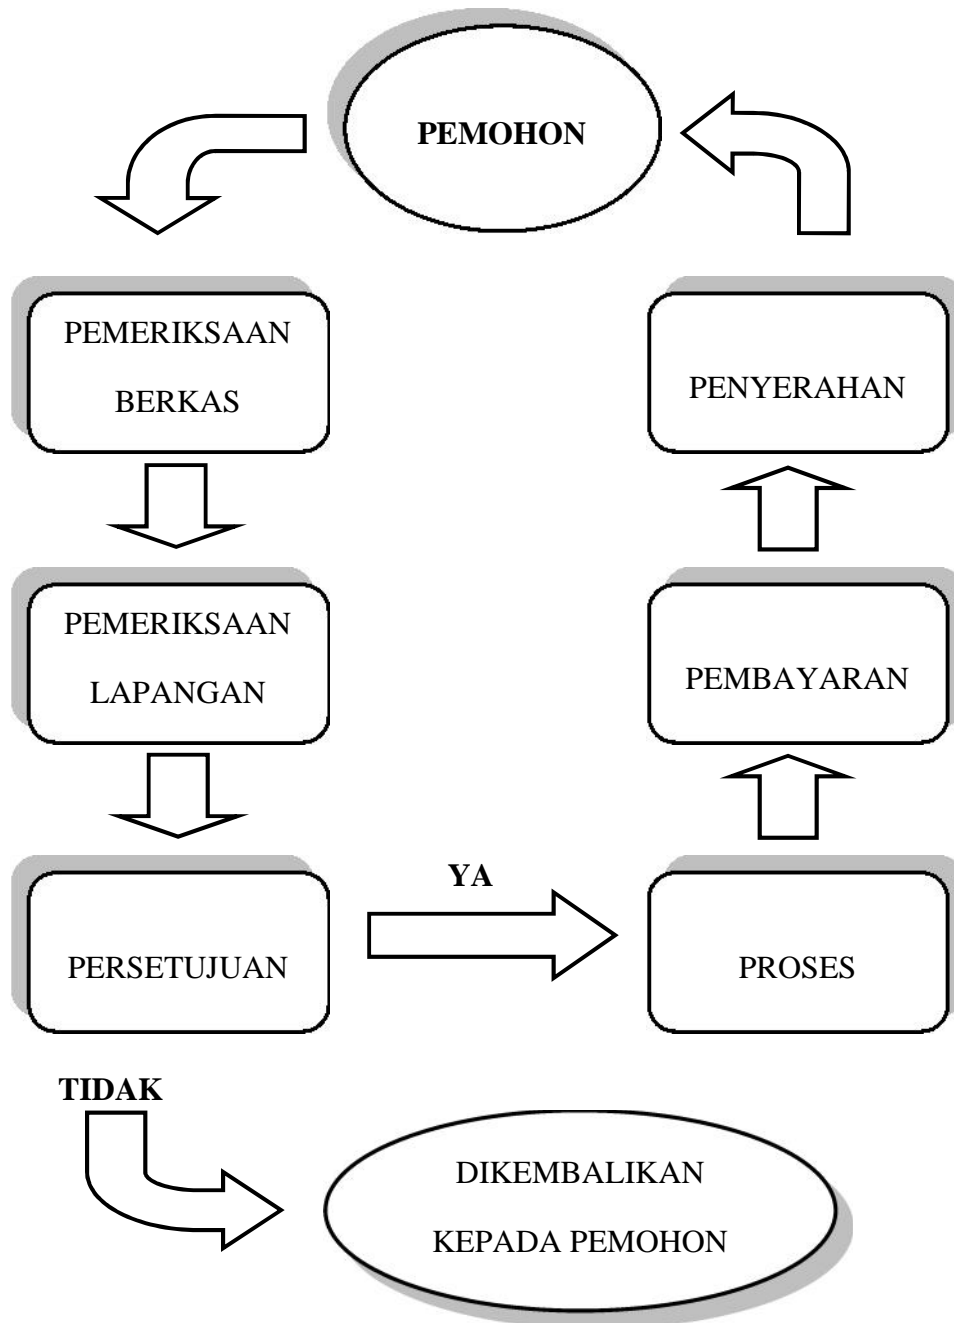 PEMOHON
PEMERIKSAAN
BERKAS
PENYERAHAN
PEMERIKSAAN
LAPANGAN
PEMBAYARAN
YA
PERSETUJUAN
PROSES
TIDAK
DIKEMBALIKAN
KEPADA PEMOHON